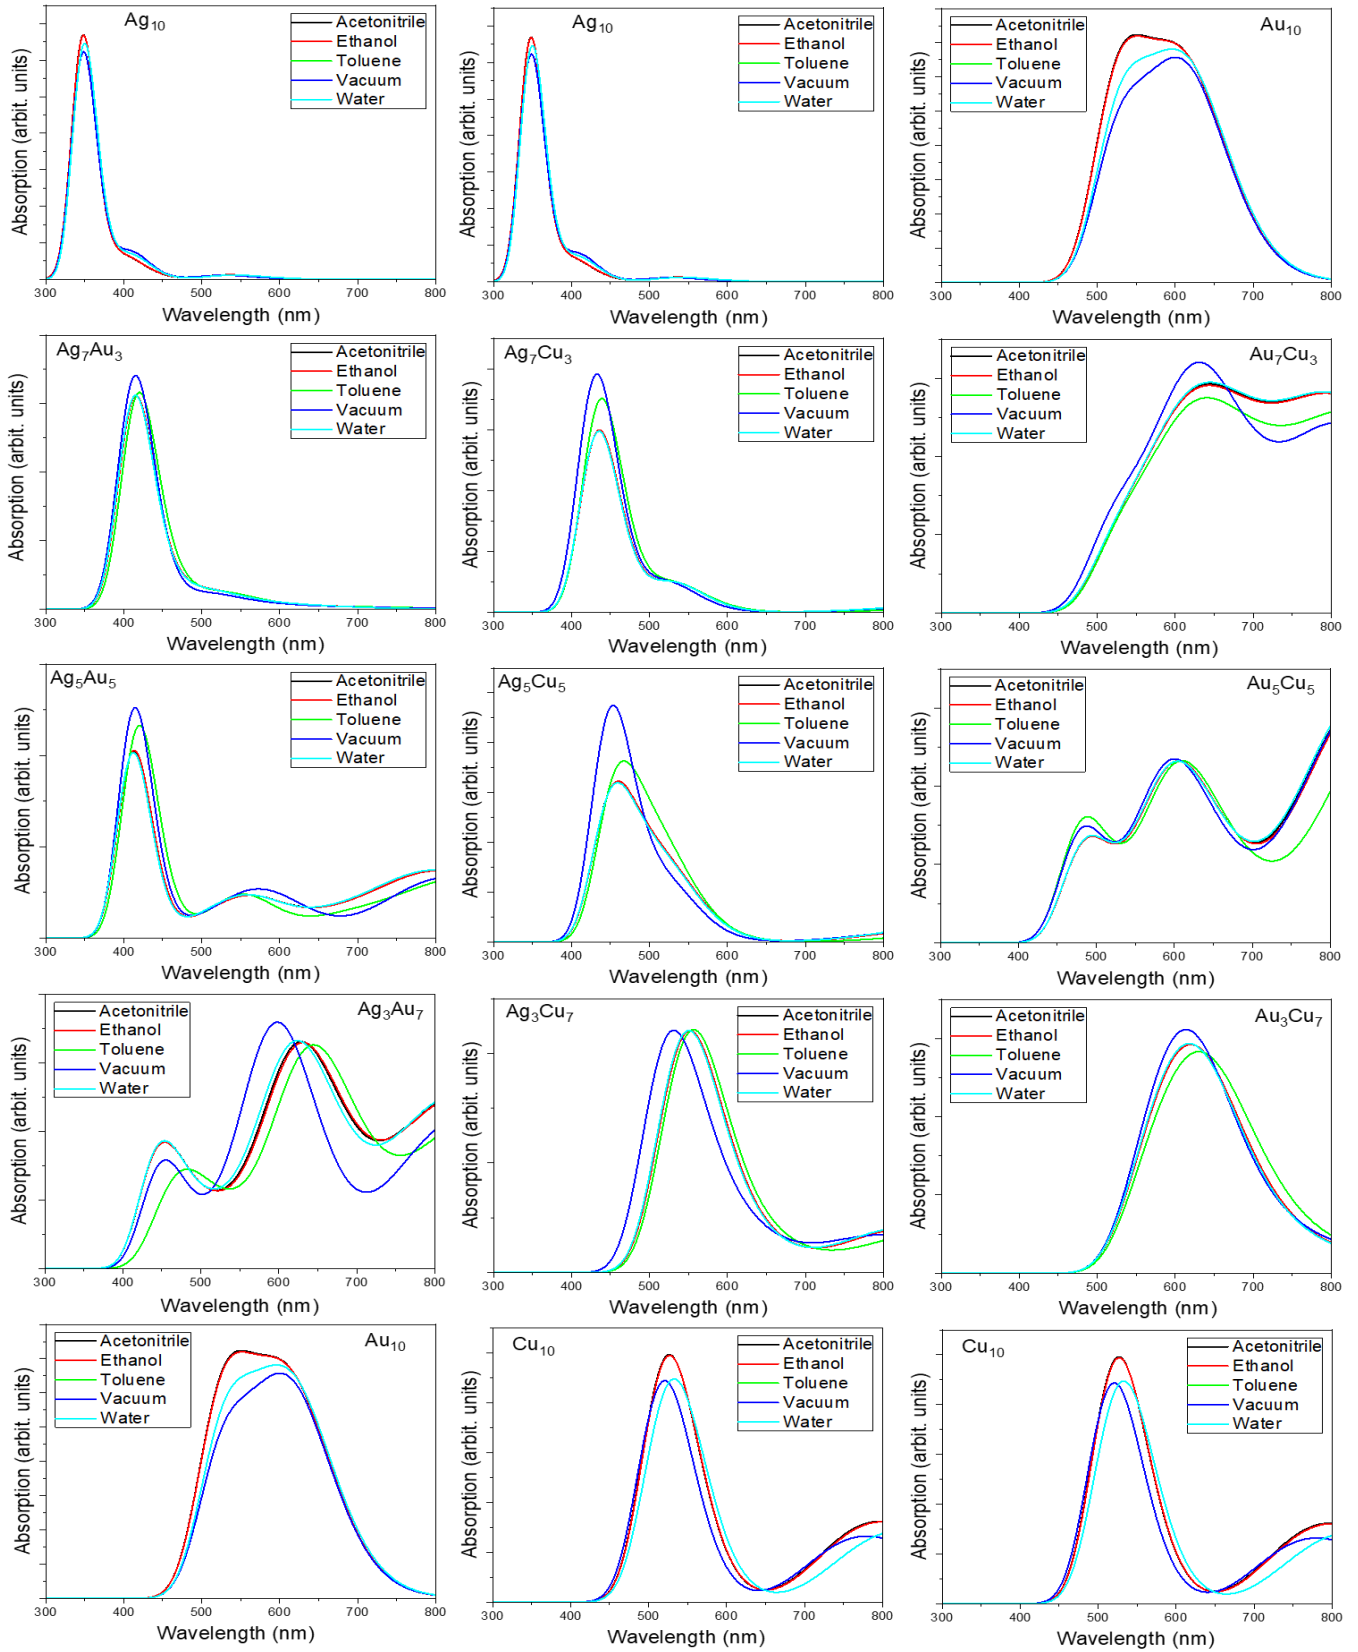 Ag10
Acetonitrile
Ethanol
Toluene
Vacuum
Water
Absorption (arbit. units)
300 400 500 600 700 800
Wavelength (nm)
Ag10
Acetonitrile
Ethanol
Toluene
Vacuum
Water
Absorption (arbit. units)
300 400 500 600 700 800
Wavelength (nm)
Au10
Acetonitrile
Ethanol
Toluene
Vacuum
Water
Absorption (arbit. units)
300 400 500 600 700 800
Wavelength (nm)
Ag7Au3
Acetonitrile
Ethanol
Toluene
Vacuum
Water
Absorption (arbit. units)
300 400 500 600 700 800
Wavelength (nm)
Ag7Cu3
Acetonitrile
Ethanol
Toluene
Vacuum
Water
Absorption (arbit. units)
300 400 500 600 700 800
Wavelength (nm)
Au7Cu3
Acetonitrile
Ethanol
Toluene
Vacuum
Water
Absorption (arbit. units)
300 400 500 600 700 800
Wavelength (nm)
Ag5Au5
Acetonitrile
Ethanol
Toluene
Vacuum
Water
Absorption (arbit. units)
300 400 500 600 700 800
Wavelength (nm)
Ag5Cu5
Acetonitrile
Ethanol
Toluene
Vacuum
Water
Absorption (arbit. units)
300 400 500 600 700 800
Wavelength (nm)
Au5Cu5
Acetonitrile
Ethanol
Toluene
Vacuum
Water
Absorption (arbit. units)
300 400 500 600 700 800
Wavelength (nm)
Ag3Au7
Acetonitrile
Ethanol
Toluene
Vacuum
Water
Absorption (arbit. units)
300 400 500 600 700 800
Wavelength (nm)
Ag3Cu7
Acetonitrile
Ethanol
Toluene
Vacuum
Water
Absorption (arbit. units)
300 400 500 600 700 800
Wavelength (nm)
Au3Cu7
Acetonitrile
Ethanol
Toluene
Vacuum
Water
Absorption (arbit. units)
300 400 500 600 700 800
Wavelength (nm)
Au10
Acetonitrile
Ethanol
Toluene
Vacuum
Water
Absorption (arbit. units)
300 400 500 600 700 800
Wavelength (nm)
Cu10
Acetonitrile
Ethanol
Toluene
Vacuum
Water
Absorption (arbit. units)
300 400 500 600 700 800
Wavelength (nm)
Cu10
Acetonitrile
Ethanol
Toluene
Vacuum
Water
Absorption (arbit. units)
300 400 500 600 700 800
Wavelength (nm)